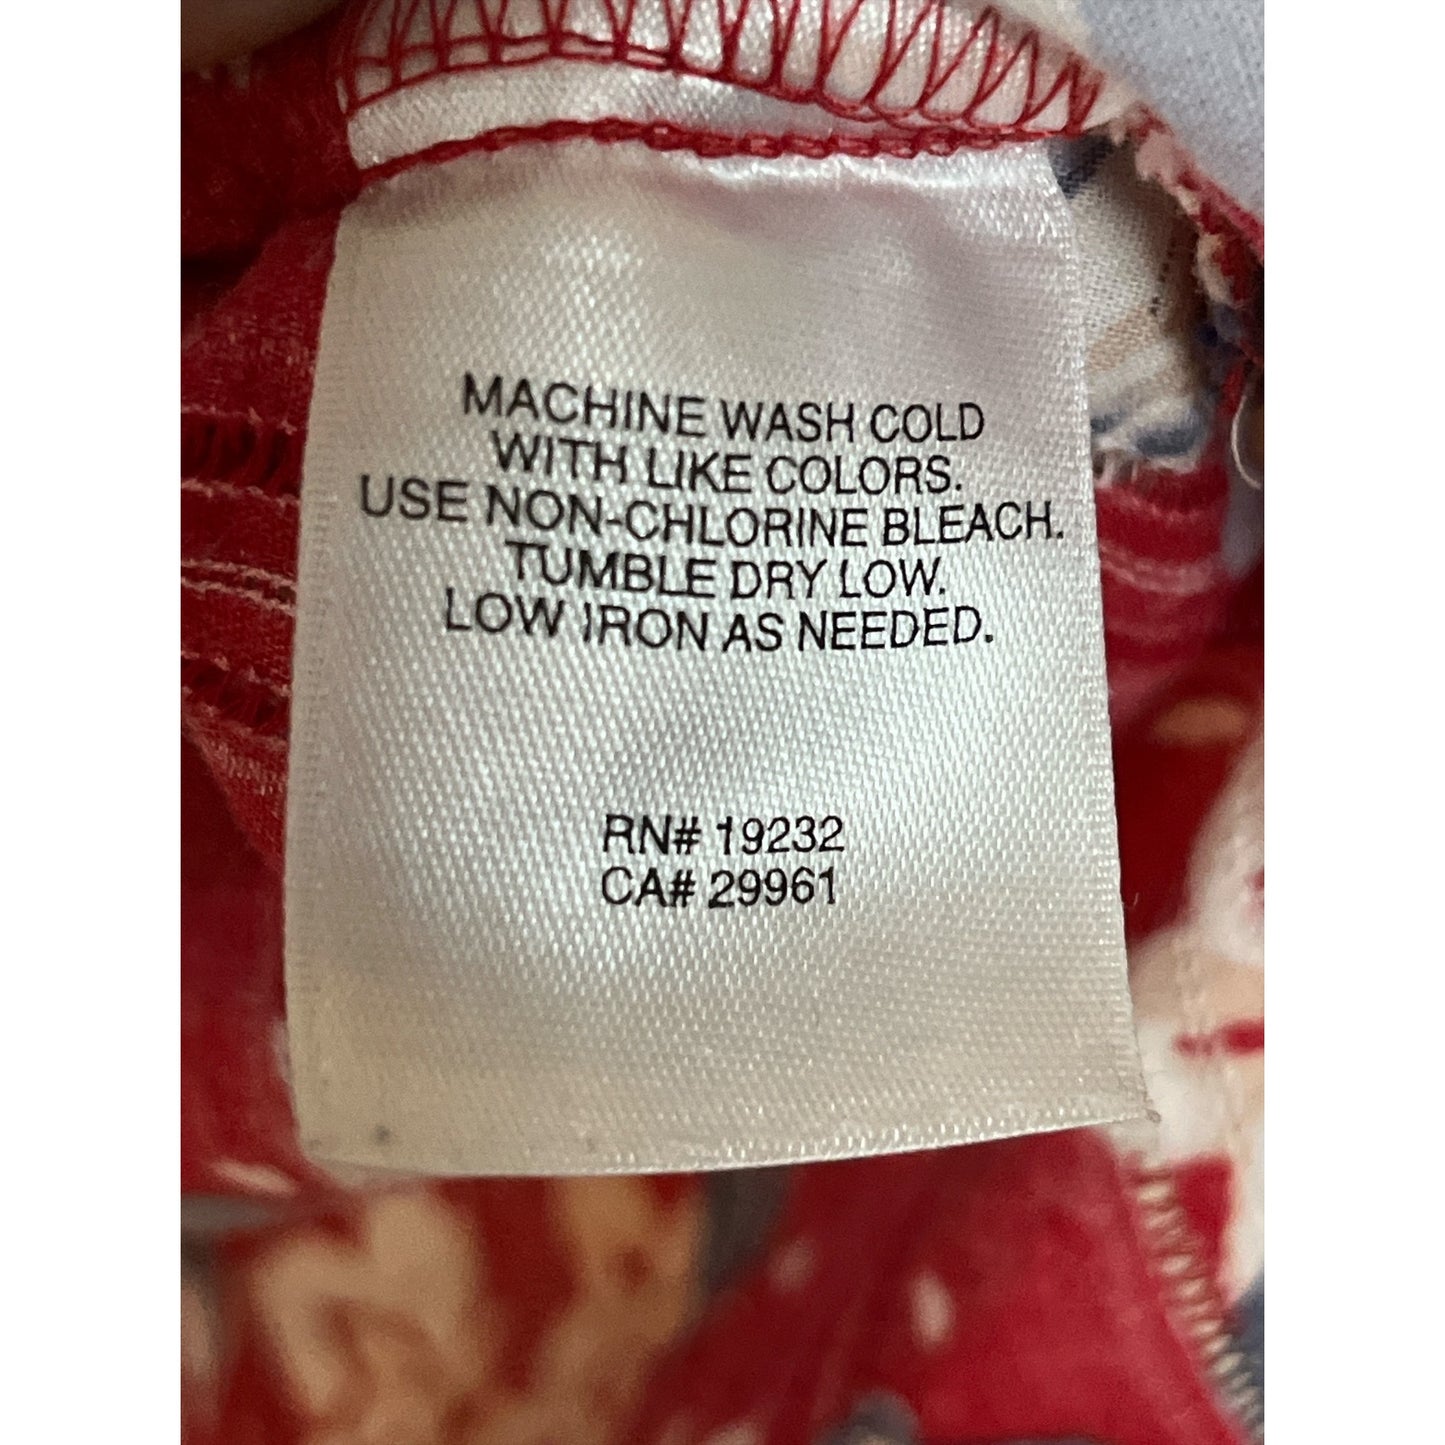 MACHINE WASH COLD
WITH LIKE COLORS.
USE NON-CHLORINE BLEACH.
TUMBLE DRY LOW.
LOW IRON AS NEEDED.
RN# 19232
CA# 29961